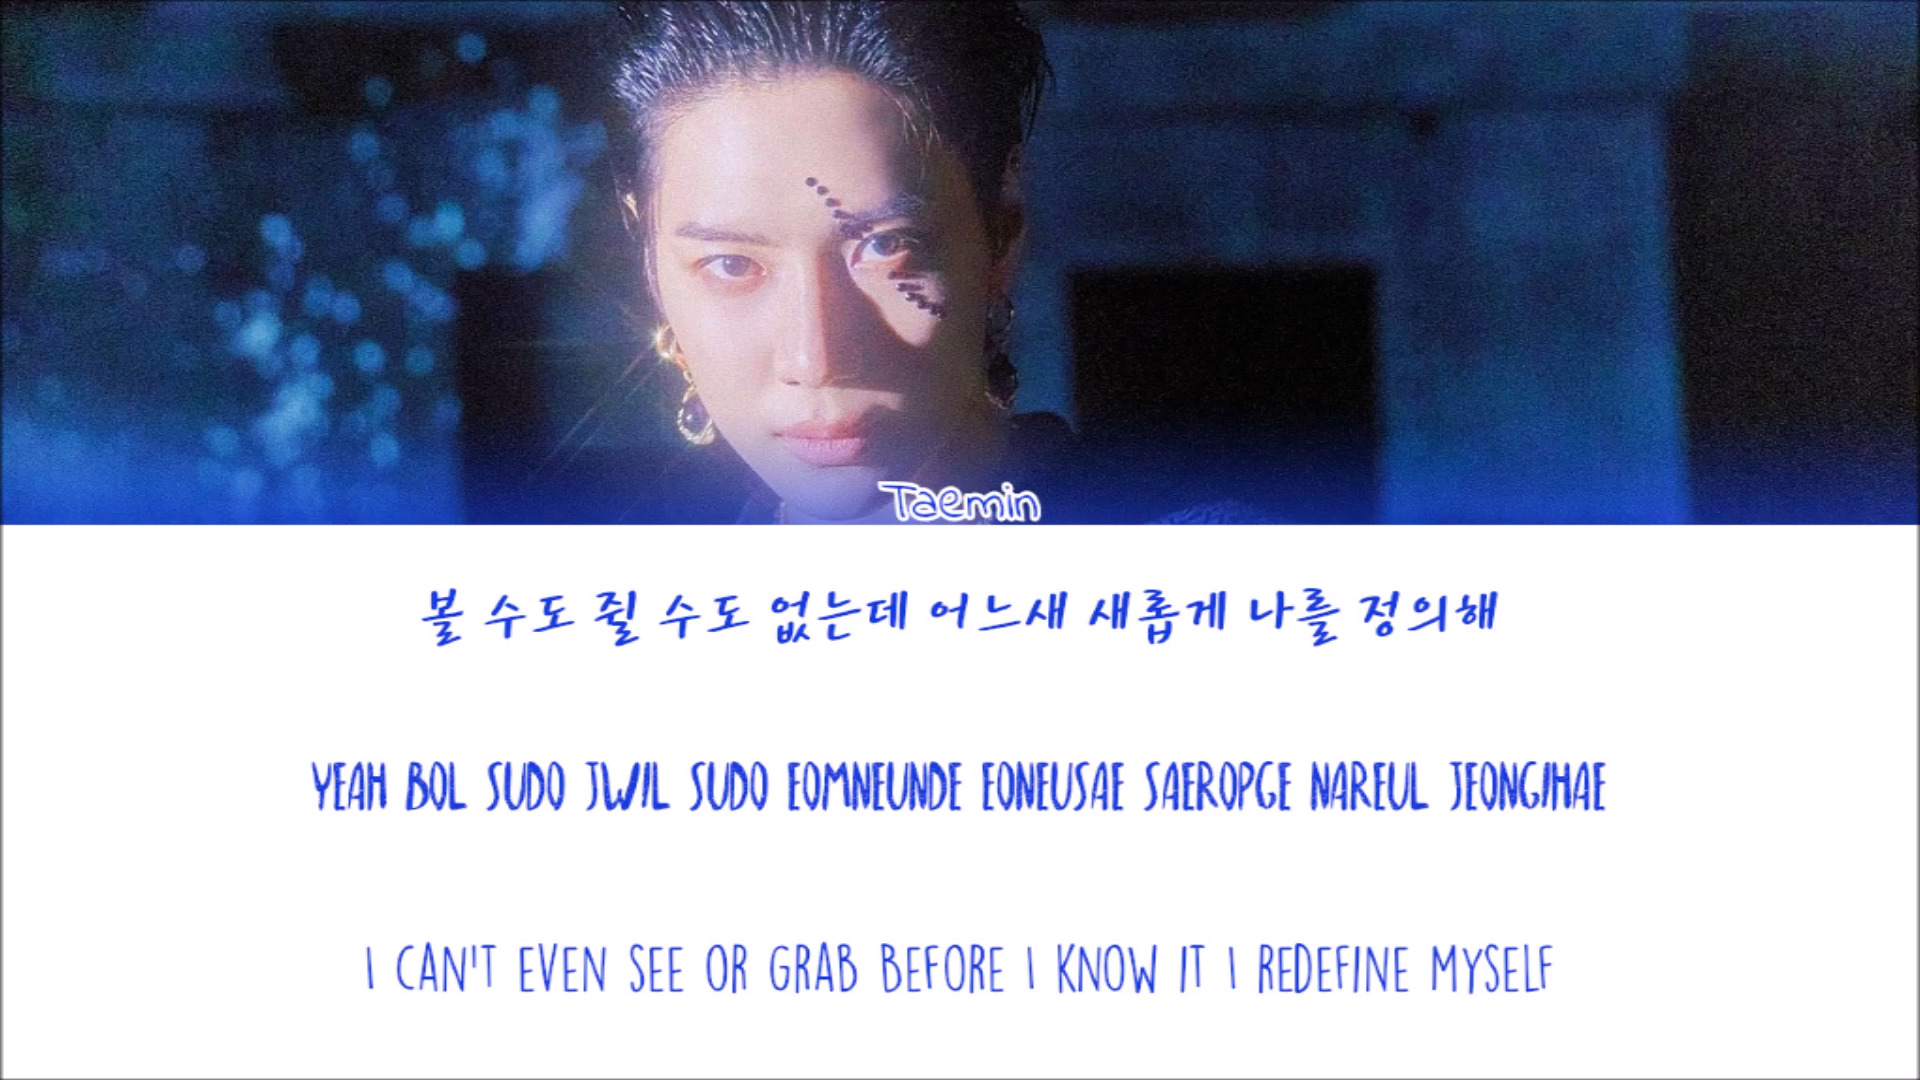 Taemin
볼 수도 쥘 수도 없는데 어느새 새롭게 나를 정의해
YEAH BOL SUDO JWIL SUDO EOMNEUNDE EONEUSAE SAEROPGE NAREUL JEONGIHAE
I CAN'T EVEN SEE OR GRAB BEFORE I KNOW IT I REDEFINE MYSELF